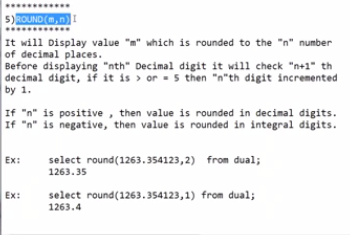 ************
5)ROUND(m,n)
************
It will Display value "m" which is rounded to the "n" number
of decimal places.
Before displaying "nth" Decimal digit it will check "n+1" th
decimal digit, if it is > or = 5 then "n"th digit incremented
by 1.
If "n" is positive , then value is rounded in decimal digits.
If "n" is negative, then value is rounded in integral digits.
Ex: select round(1263.354123,2) from dual;
1263.35
Ex: select round(1263.354123,1) from dual;
1263.4